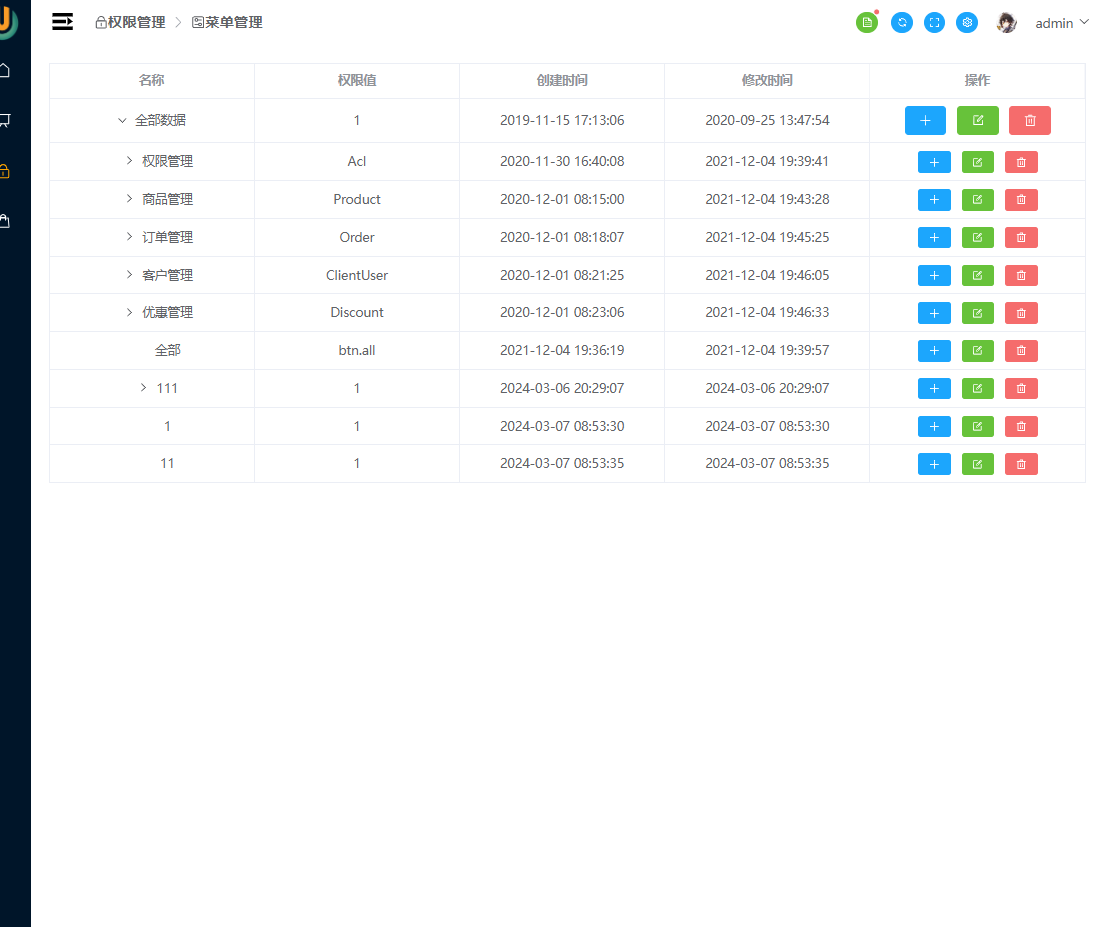 权限管理 菜单管理 admin
名称 权限值 创建时间 修改时间 操作
全部数据 1 2019-11-15 17:13:06 2020-09-25 13:47:54
权限管理 Acl 2020-11-30 16:40:08 2021-12-04 19:39:41
商品管理 Product 2020-12-01 08:15:00 2021-12-04 19:43:28
订单管理 Order 2020-12-01 08:18:07 2021-12-04 19:45:25
客户管理 ClientUser 2020-12-01 08:21:25 2021-12-04 19:46:05
优惠管理 Discount 2020-12-01 08:23:06 2021-12-04 19:46:33
全部 btn.all 2021-12-04 19:36:19 2021-12-04 19:39:57
111 1 2024-03-06 20:29:07 2024-03-06 20:29:07
1 1 2024-03-07 08:53:30 2024-03-07 08:53:30
11 1 2024-03-07 08:53:35 2024-03-07 08:53:35